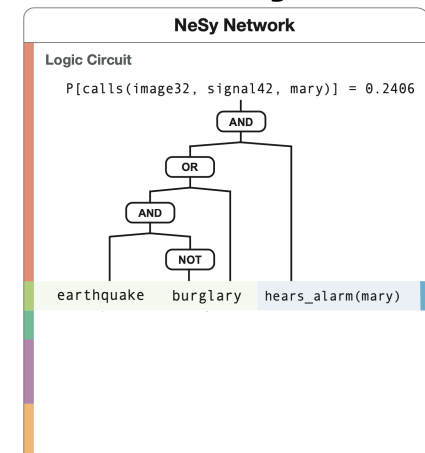 NeSy Network
Logic Circuit
P[calls(image32, signal42, mary)] = 0.2406
AND
OR
AND
NOT
earthquake burglary hears_alarm(mary)